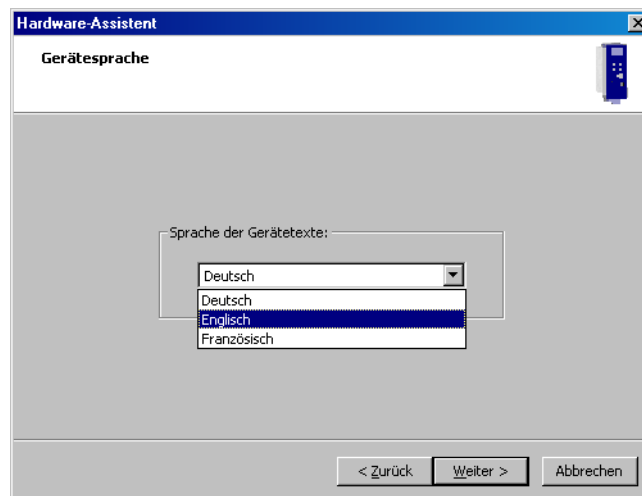 Hardware-Assistent
Gerätesprache
Sprache der Gerätetexte:
Deutsch
Deutsch
Englisch
Französisch
< Zurück Weiter > Abbrechen